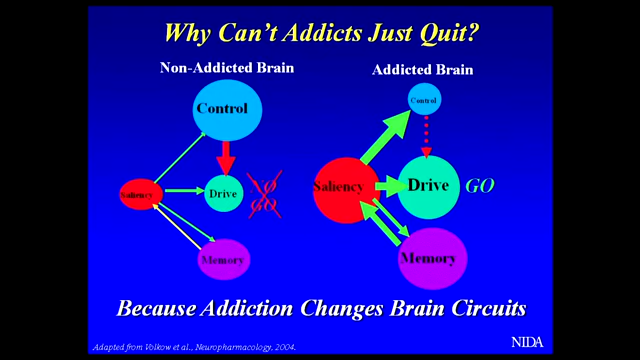 Why Can't Addicts Just Quit?
Non-Addicted Brain
Control
Saliency
Drive
GO
Memory
Addicted Brain
Control
Saliency
Drive
GO
Memory
Because Addiction Changes Brain Circuits
Adapted from Volkow et al., Neuropharmacology, 2004.
NIDA